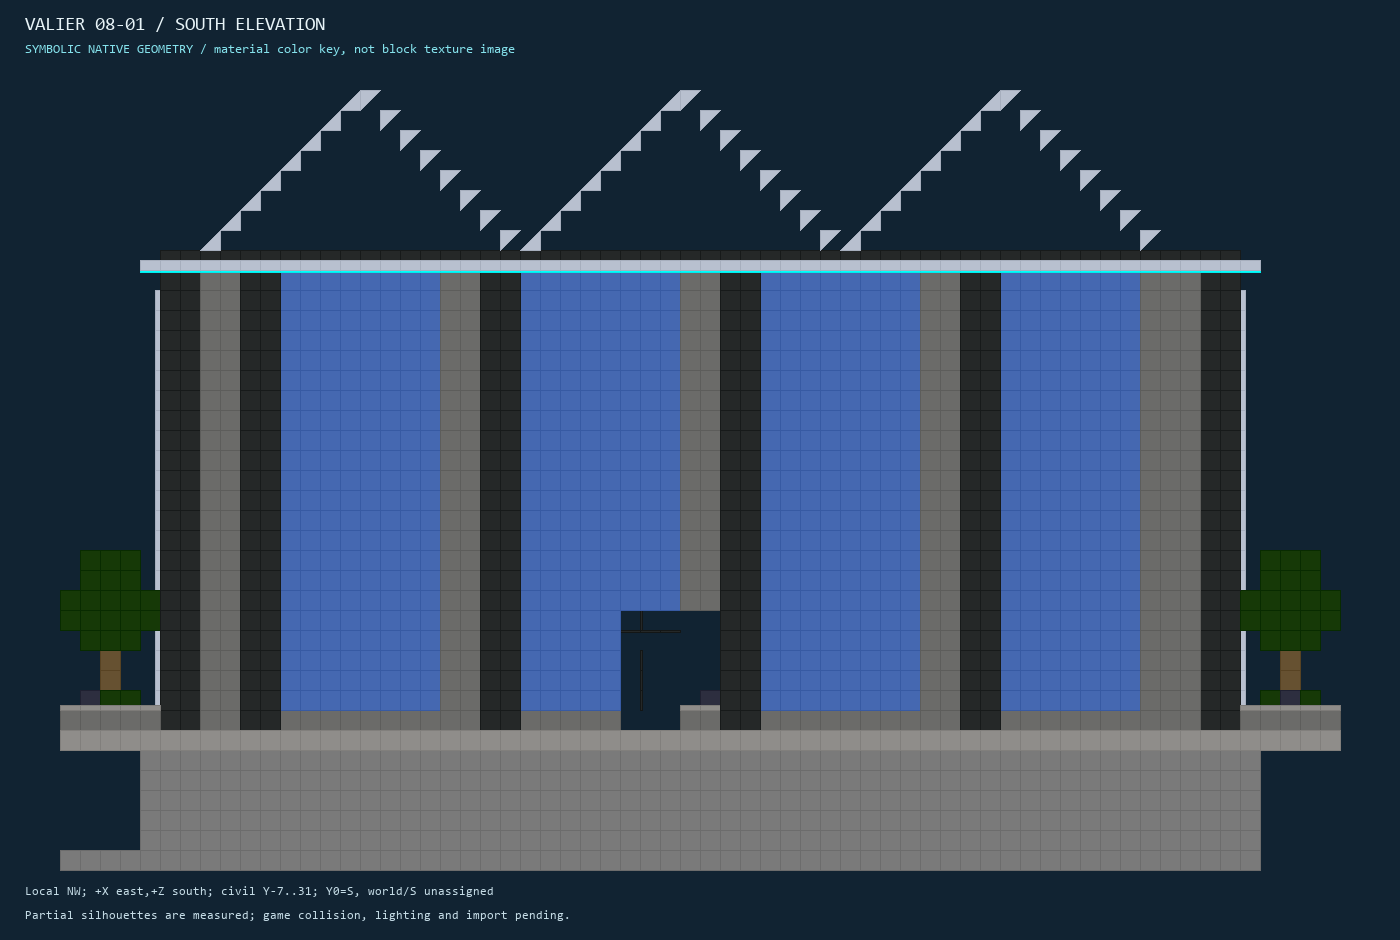 VALIER 08-01 / SOUTH ELEVATION
SYMBOLIC NATIVE GEOMETRY / material color key, not block texture image
Local NW; +X east,+Z south; civil Y-7..31; Y0=S, world/S unassigned
Partial silhouettes are measured; game collision, lighting and import pending.